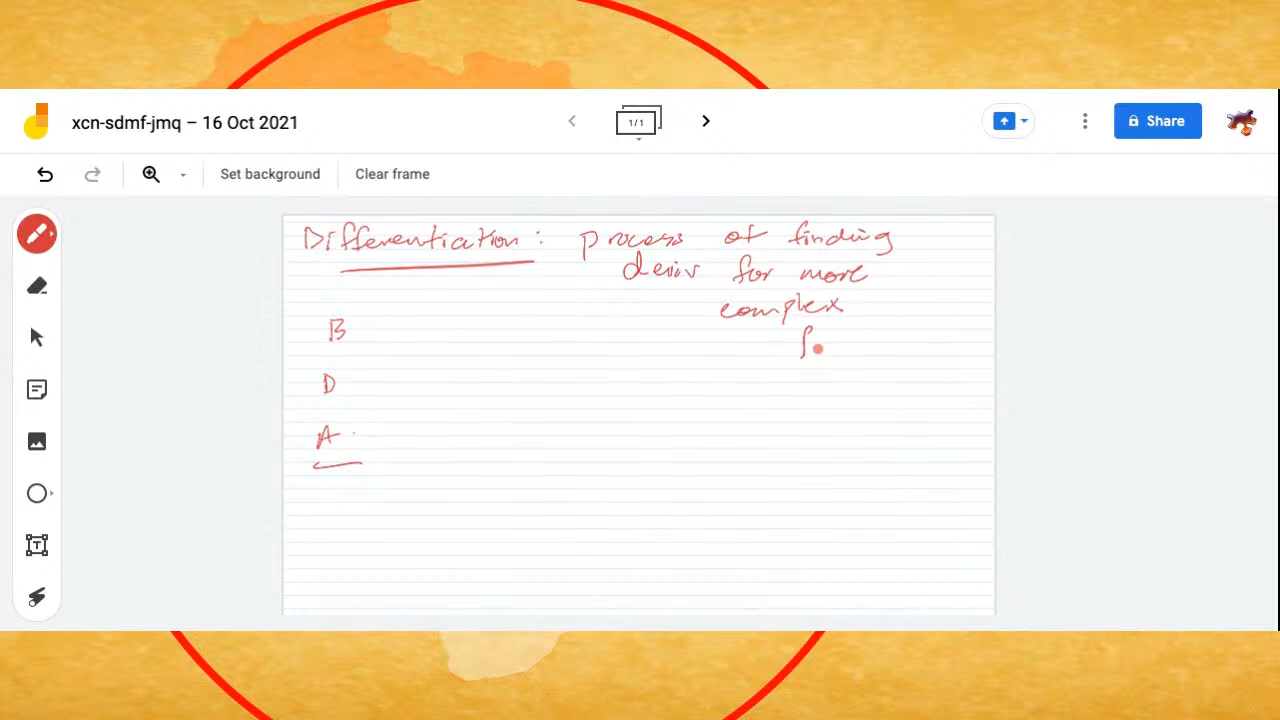 xcn-sdmf-jmq – 16 Oct 2021
1/1
Share
Set background
Clear frame
Differentiation: process of finding
deriv for more
complex
B
D
A
T